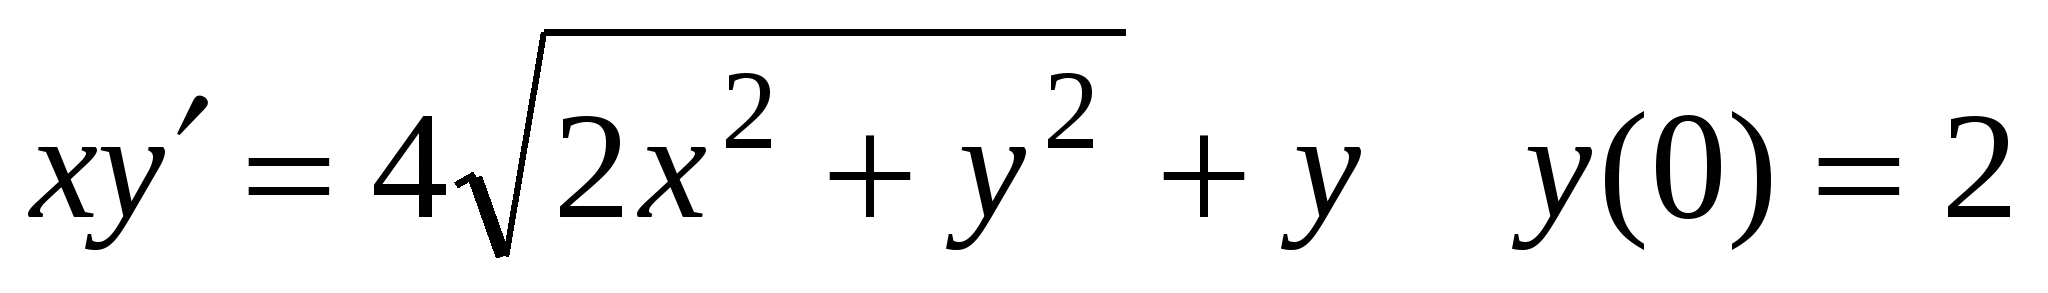 xy′ = 4√(2x² + y²) + y y(0) = 2